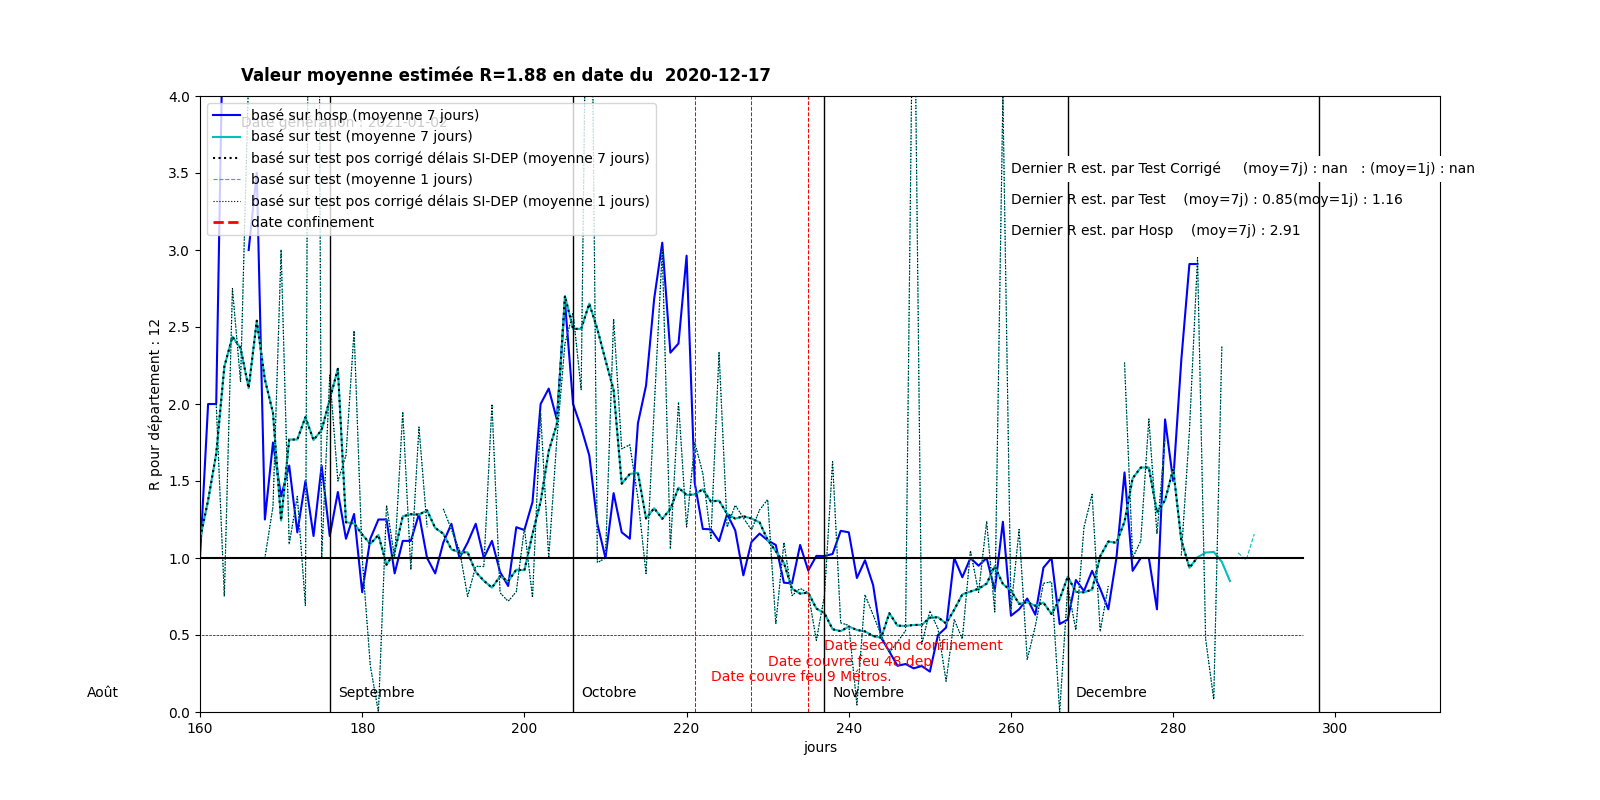 Valeur moyenne estimée R=1.88 en date du  2020-12-17
Date génération : 2021-01-02
basé sur hosp (moyenne 7 jours)
basé sur test (moyenne 7 jours)
basé sur test pos corrigé délais SI-DEP (moyenne 7 jours)
basé sur test (moyenne 1 jours)
basé sur test pos corrigé délais SI-DEP (moyenne 1 jours)
date confinement
Dernier R est. par Test Corrigé     (moy=7j) : nan   : (moy=1j) : nan
Dernier R est. par Test    (moy=7j) : 0.85(moy=1j) : 1.16
Dernier R est. par Hosp    (moy=7j) : 2.91
4.0
3.5
3.0
2.5
2.0
1.5
1.0
0.5
0.0
R pour département : 12
Date second confinement
Date couvre feu 48 dep
Date couvre feu 9 Métros.
Août
Septembre
Octobre
Novembre
Decembre
160
180
200
220
240
260
280
300
jours